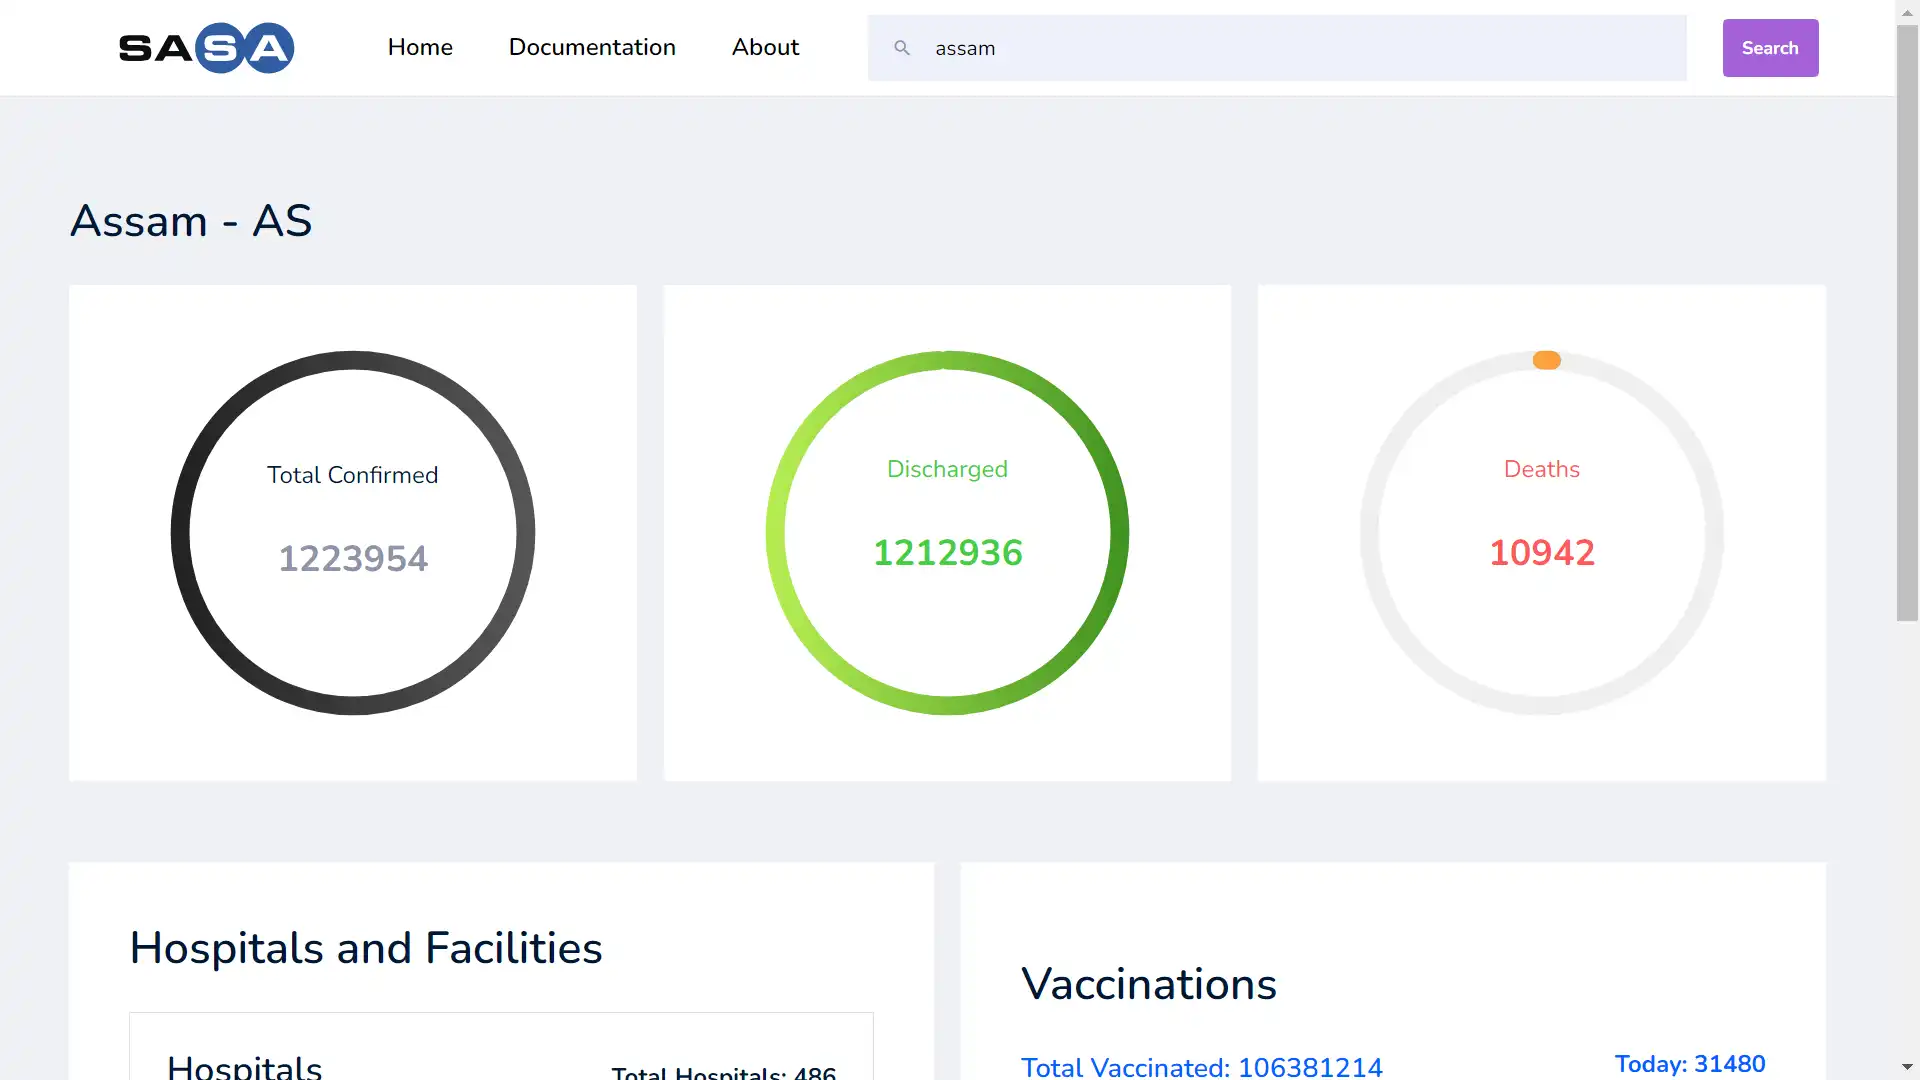 SASA
Home
Documentation
About
assam
Search
Assam - AS
Total Confirmed
1223954
Discharged
1212936
Deaths
10942
Hospitals and Facilities
Hospitals
Total Hospitals: 486
Vaccinations
Total Vaccinated: 106381214
Today: 31480